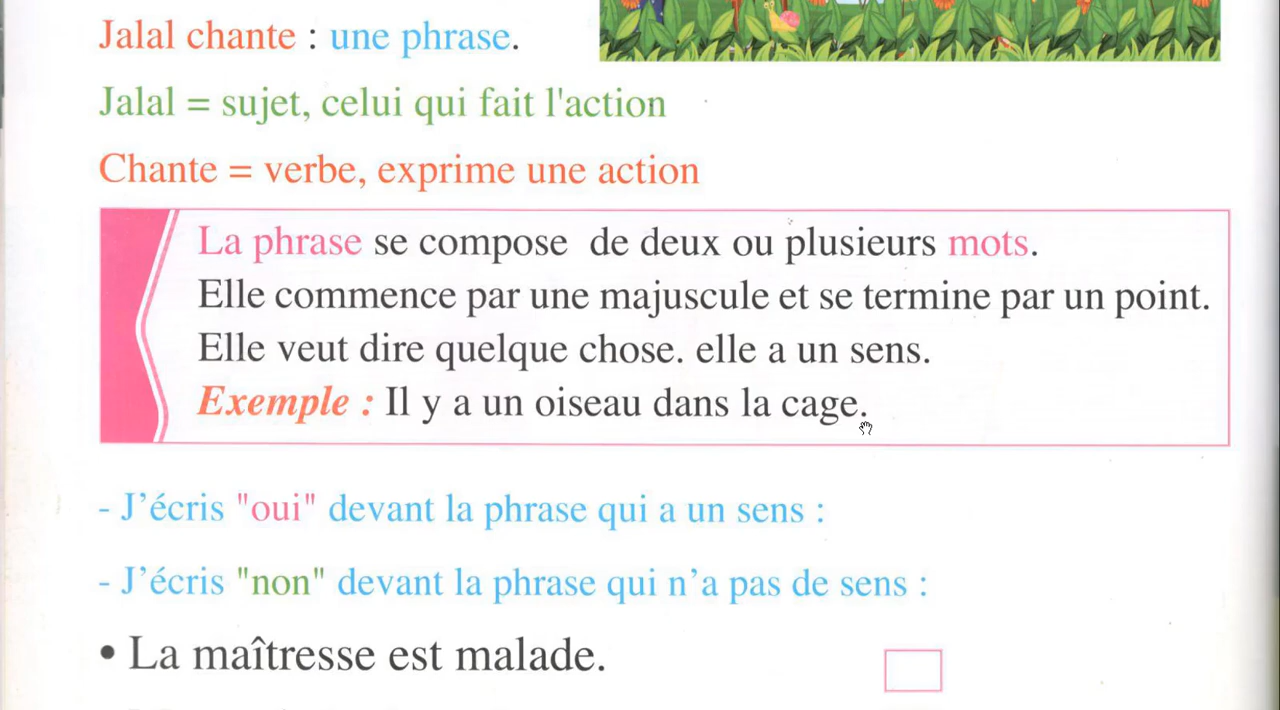 Jalal chante : une phrase.
Jalal = sujet, celui qui fait l'action
Chante = verbe, exprime une action
La phrase se compose de deux ou plusieurs mots.
Elle commence par une majuscule et se termine par un point.
Elle veut dire quelque chose. elle a un sens.
Exemple : Il y a un oiseau dans la cage.
- J’écris "oui" devant la phrase qui a un sens :
- J’écris "non" devant la phrase qui n’a pas de sens :
• La maîtresse est malade.